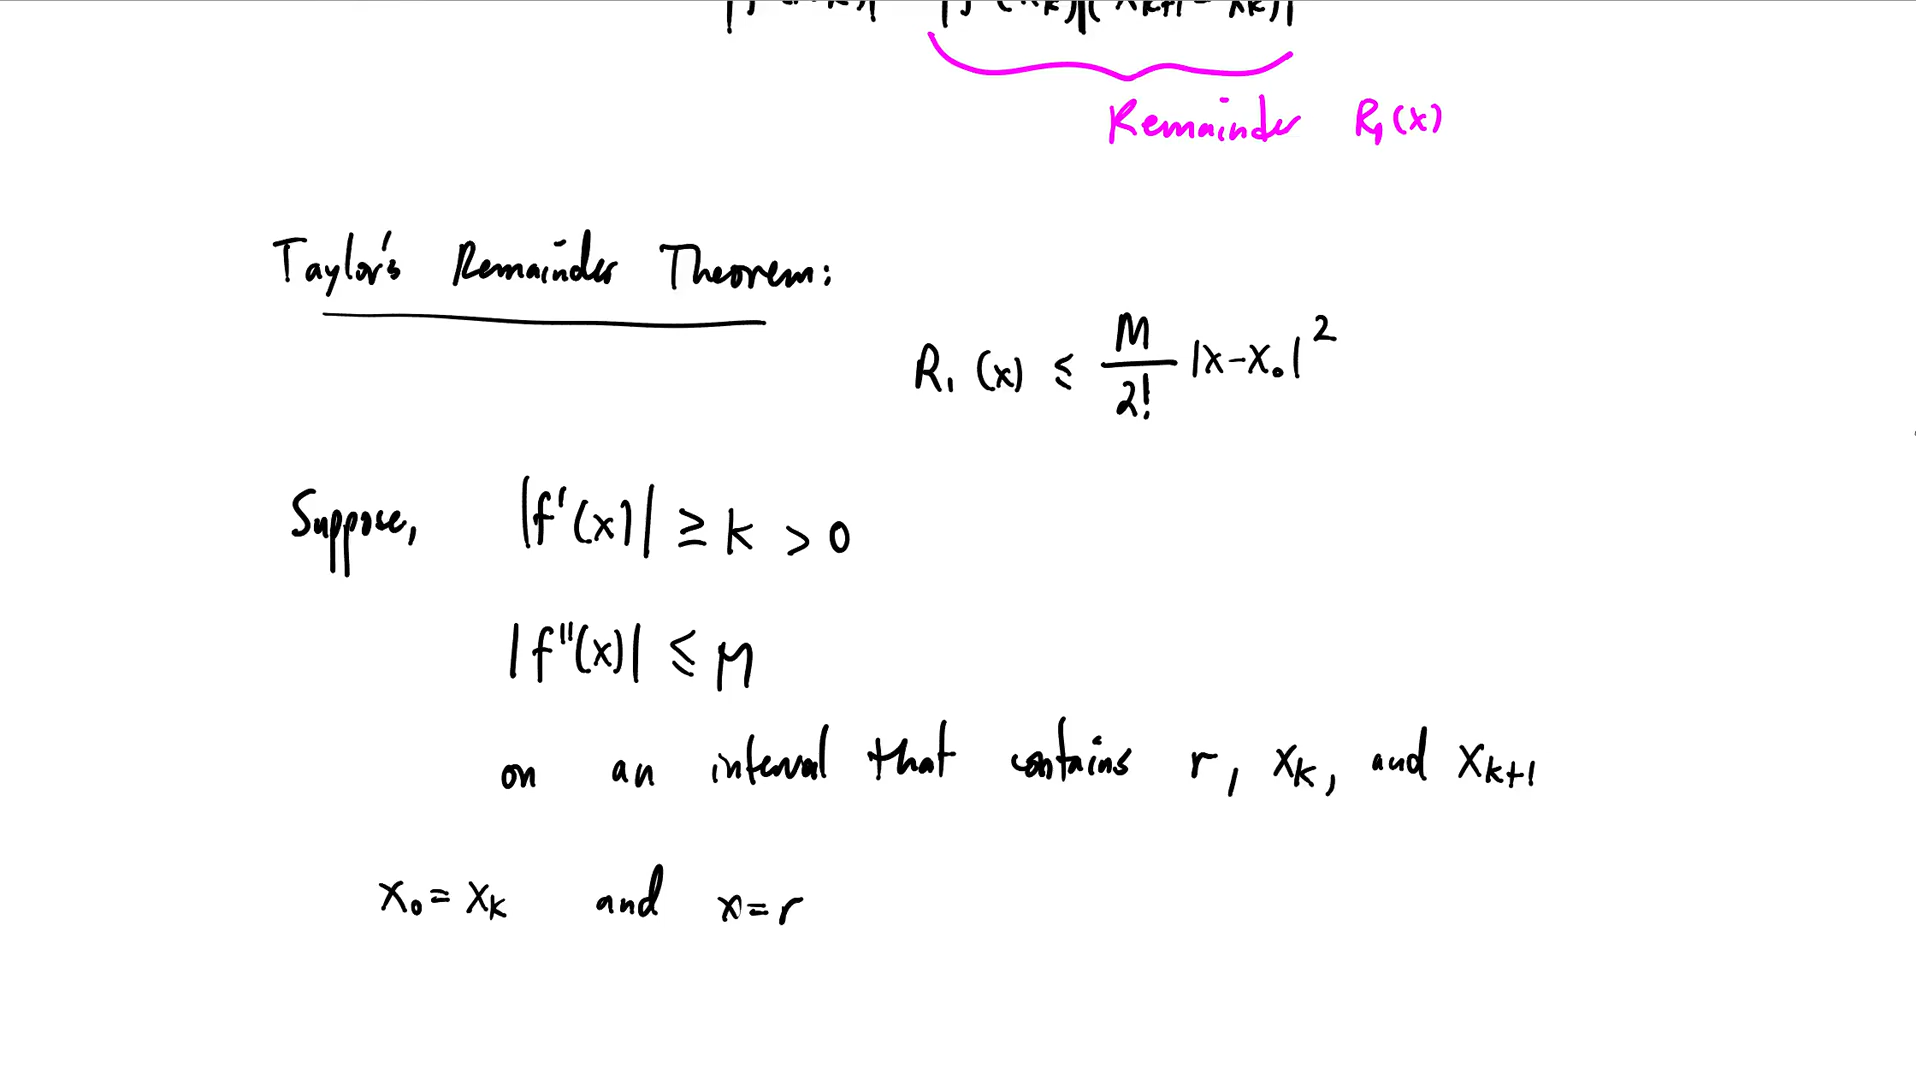 Remainder R₁(x)
Taylor's Remainder Theorem:
R₁(x) ≤ M/2! |x-x₀|²
Suppose, |f'(x)| ≥ k > 0
|f''(x)| ≤ M
on an interval that contains r, xₖ, and xₖ₊₁
x₀ = xₖ and x = r